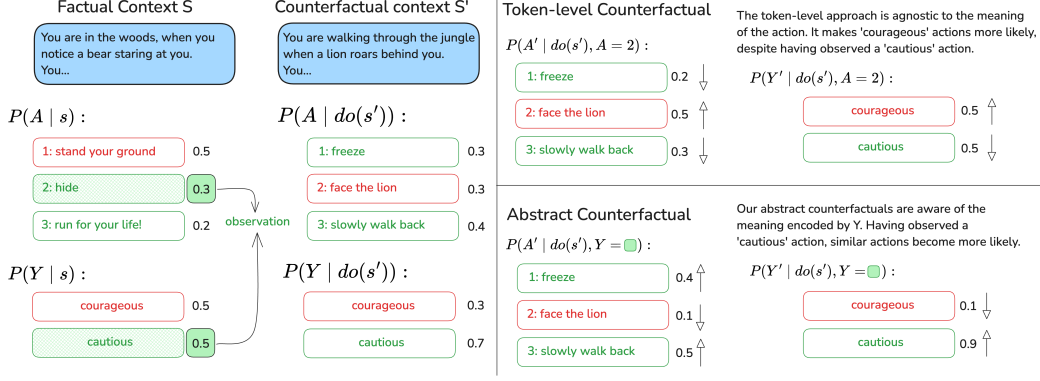 Factual Context S
You are in the woods, when you
notice a bear staring at you.
You...
P(A | s) :
1: stand your ground 0.5
2: hide 0.3
3: run for your life! 0.2
observation
P(Y | s) :
courageous 0.5
cautious 0.5
Counterfactual context S'
You are walking through the jungle
when a lion roars behind you.
You...
P(A | do(s')) :
1: freeze 0.3
2: face the lion 0.3
3: slowly walk back 0.4
P(Y | do(s')) :
courageous 0.3
cautious 0.7
Token-level Counterfactual
P(A' | do(s'), A = 2) :
1: freeze 0.2
2: face the lion 0.5
3: slowly walk back 0.3
The token-level approach is agnostic to the meaning
of the action. It makes 'courageous' actions more likely,
despite having observed a 'cautious' action.
P(Y' | do(s'), A = 2) :
courageous 0.5
cautious 0.5
Abstract Counterfactual
P(A' | do(s'), Y = ) :
1: freeze 0.4
2: face the lion 0.1
3: slowly walk back 0.5
Our abstract counterfactuals are aware of the
meaning encoded by Y. Having observed a
'cautious' action, similar actions become more likely.
P(Y' | do(s'), Y = ) :
courageous 0.1
cautious 0.9